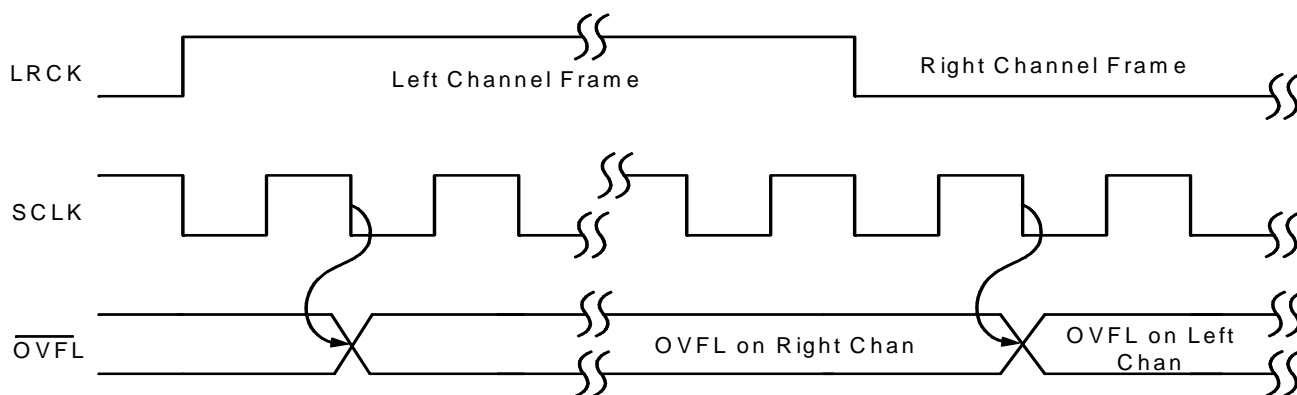 LRCK
Left Channel Frame
Right Channel Frame
SCLK
OVFL
OVFL on Right Chan
OVFL on Left
Chan